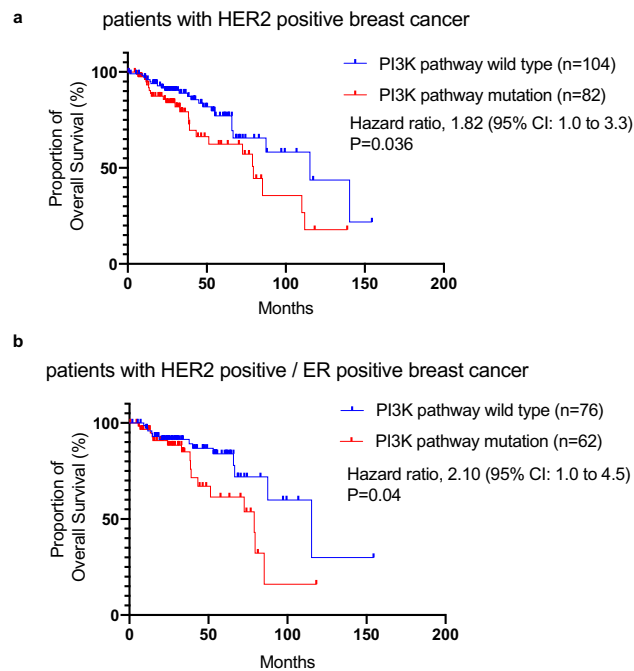 a
patients with HER2 positive breast cancer
PI3K pathway wild type (n=104)
PI3K pathway mutation (n=82)
Hazard ratio, 1.82 (95% CI: 1.0 to 3.3)
P=0.036
Proportion of
Overall Survival (%)
100
50
0
0 50 100 150 200
Months
b
patients with HER2 positive / ER positive breast cancer
PI3K pathway wild type (n=76)
PI3K pathway mutation (n=62)
Hazard ratio, 2.10 (95% CI: 1.0 to 4.5)
P=0.04
Proportion of
Overall Survival (%)
100
50
0
0 50 100 150 200
Months